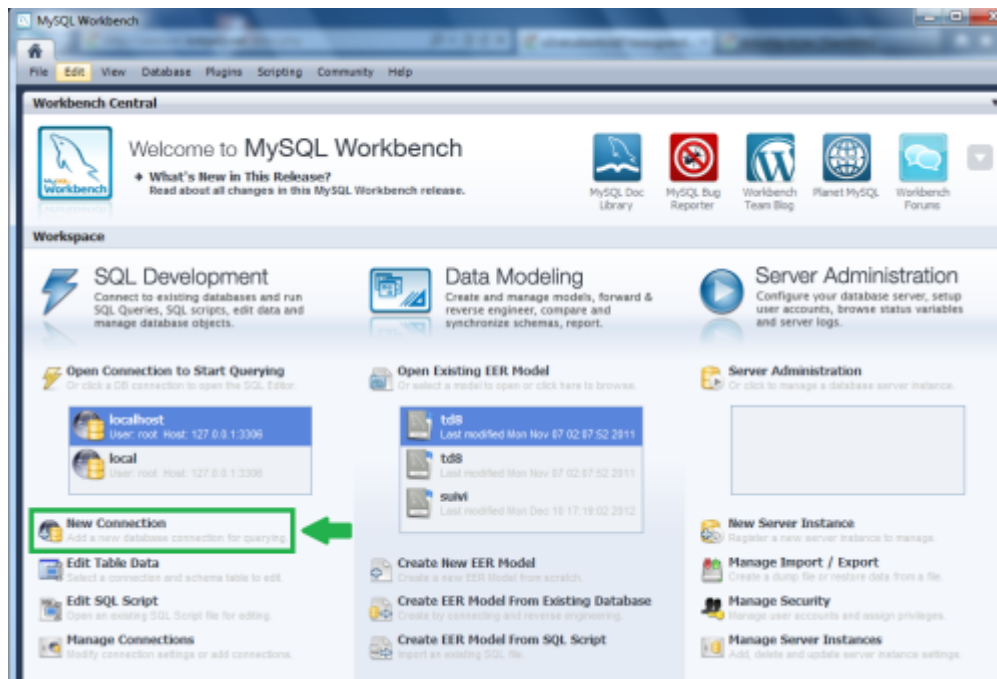 MySQL Workbench
File Edit View Database Plugins Scripting Community Help
Workbench Central
Welcome to MySQL Workbench
What's New in This Release?
Read about all changes in this MySQL Workbench release.
MySQL Doc
Library
MySQL Bug
Reporter
Workbench
Team Blog
Planet MySQL
Workbench
Forums
Workbench
Workspace
SQL Development
Connect to existing databases and run
SQL Queries, SQL scripts, edit data and
manage database objects.
Open Connection to Start Querying
Or click a DB connection to open the SQL Editor.
localhost
User: root Host: 127.0.0.1:3306
local
User: root Host: 127.0.0.1:3306
New Connection
Add a new database connection for querying.
Edit Table Data
Select a connection and schema table to edit.
Edit SQL Script
Open an existing SQL Script file for editing.
Manage Connections
Modify connection settings or add connections.
Data Modeling
Create and manage models, forward &
reverse engineer, compare and
synchronize schemas, report.
Open Existing EER Model
Or select a model to open or click here to browse.
td8
Last modified Mon Nov 07 02:07:52 2011
td8
Last modified Mon Nov 07 02:07:52 2011
suivi
Last modified Mon Dec 10 17:19:02 2012
Create New EER Model
Create a new EER Model from scratch.
Create EER Model From Existing Database
Create by connecting and reverse engineering.
Create EER Model From SQL Script
Import an existing SQL file.
Server Administration
Configure your database server, setup
user accounts, browse status variables
and server logs.
Server Administration
Or click to manage a database server instance.
New Server Instance
Register a new server instance to manage.
Manage Import / Export
Create a dump file or restore data from a file.
Manage Security
Manage user accounts and assign privileges.
Manage Server Instances
Add, delete and update server instance settings.